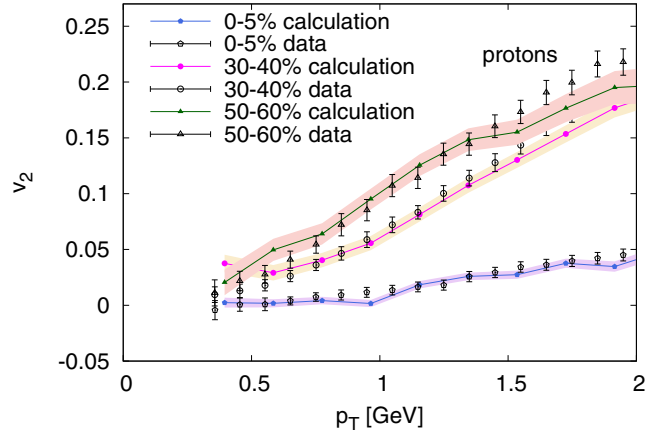 0-5% calculation
0-5% data
30-40% calculation
30-40% data
50-60% calculation
50-60% data
protons
0.25
0.2
0.15
0.1
0.05
0
-0.05
v2
0
0.5
1
1.5
2
pT [GeV]